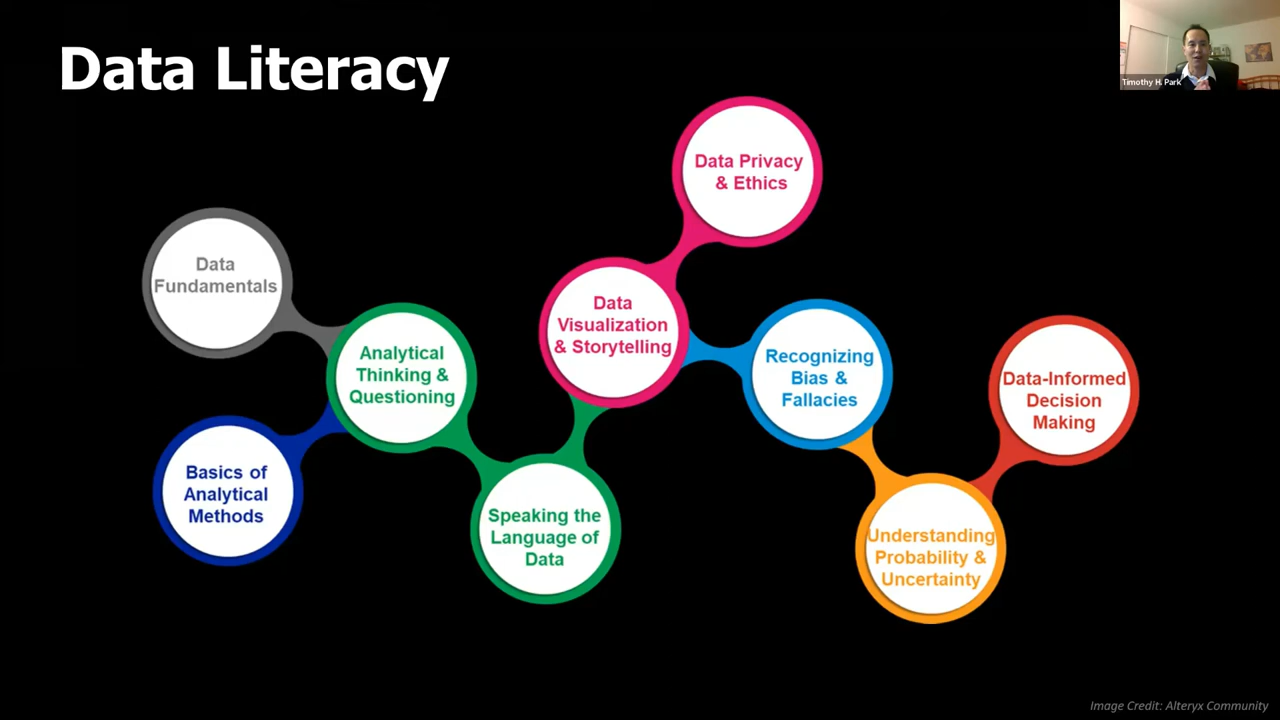 Data Literacy
Timothy H. Park
Data Privacy
& Ethics
Data
Fundamentals
Data
Visualization
& Storytelling
Analytical
Thinking &
Questioning
Recognizing
Bias &
Fallacies
Data-Informed
Decision
Making
Basics of
Analytical
Methods
Speaking the
Language of
Data
Understanding
Probability &
Uncertainty
Image Credit: Alteryx Community